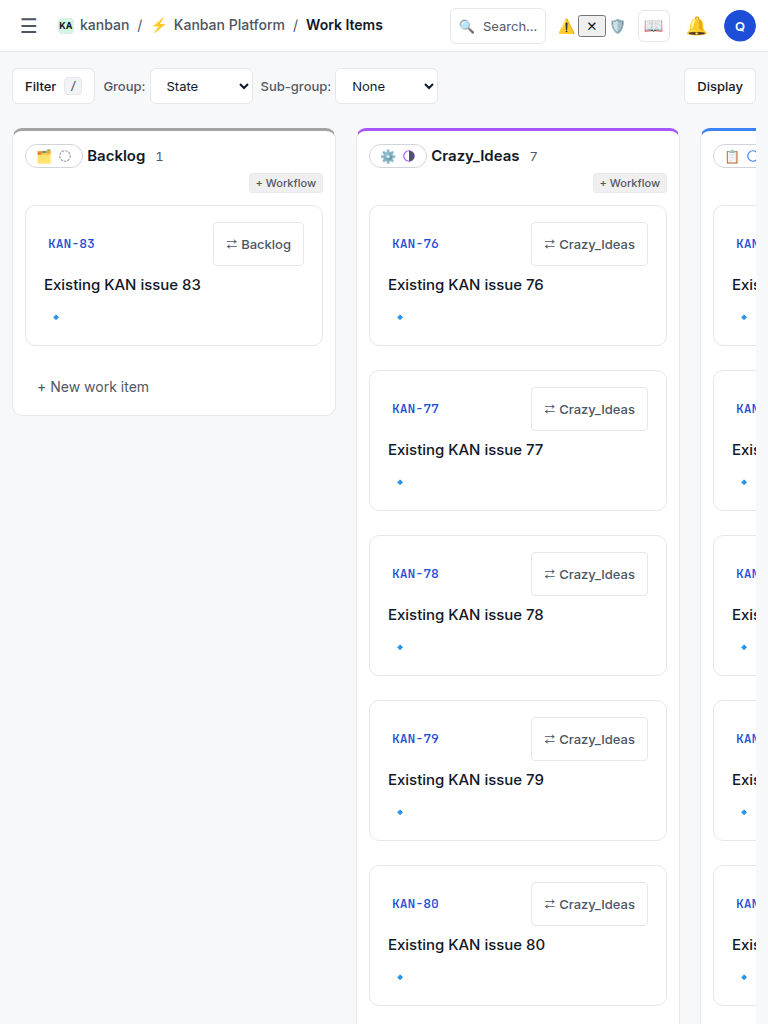 ☰ KA kanban / ⚡ Kanban Platform / Work Items 🔍 Search... ⚠️ ✕ 🛡️ 📖 🔔 Q
Filter / Group: State Sub-group: None Display
Backlog 1
+ Workflow
KAN-83 ⇄ Backlog
Existing KAN issue 83
+ New work item
Crazy_Ideas 7
+ Workflow
KAN-76 ⇄ Crazy_Ideas
Existing KAN issue 76
KAN-77 ⇄ Crazy_Ideas
Existing KAN issue 77
KAN-78 ⇄ Crazy_Ideas
Existing KAN issue 78
KAN-79 ⇄ Crazy_Ideas
Existing KAN issue 79
KAN-80 ⇄ Crazy_Ideas
Existing KAN issue 80